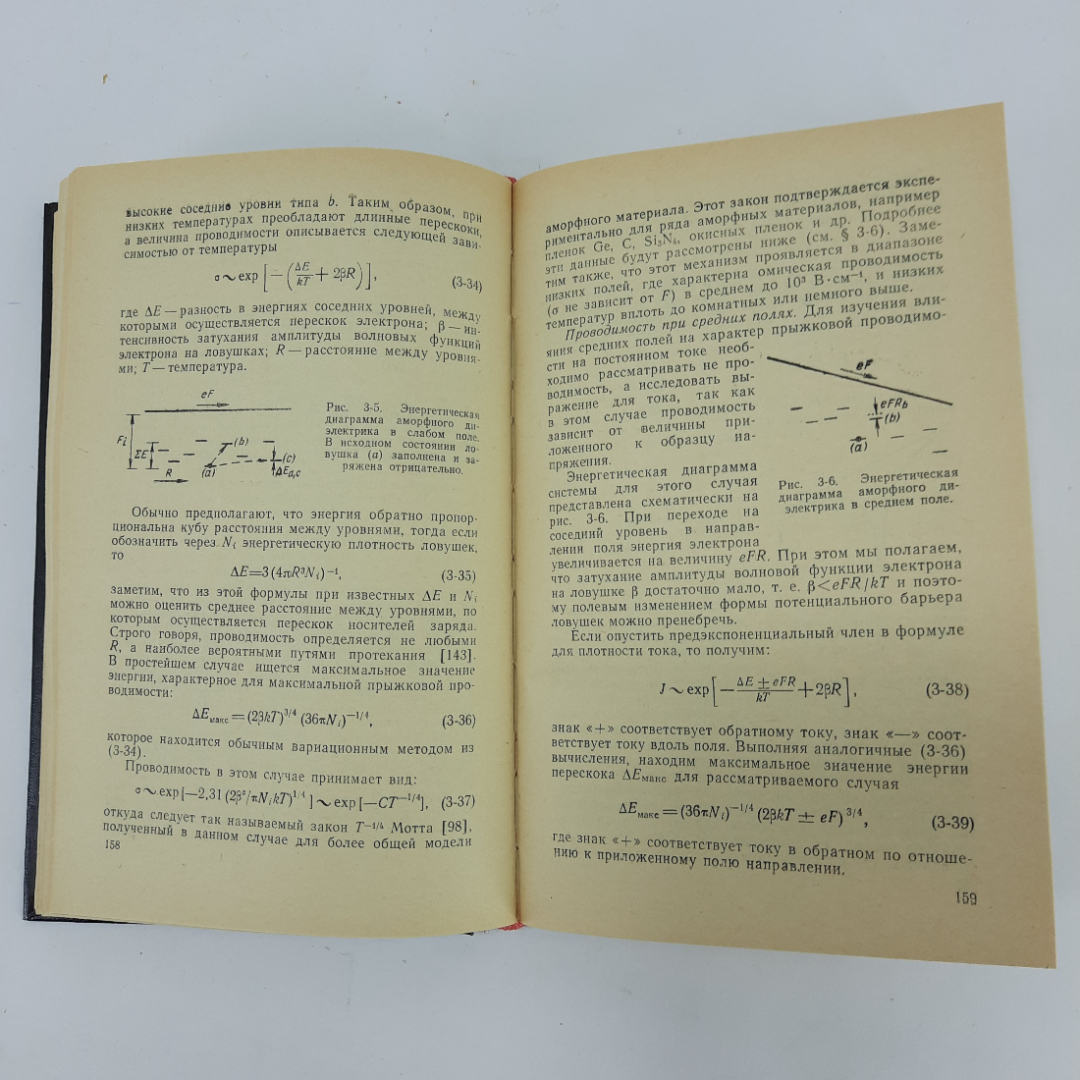 высокие соседние уровни типа b. Таким образом, при
низких температурах преобладают длинные перескоки,
а величина проводимости описывается следующей зави-
симостью от температуры
σ ∼ exp [−(ΔE/kT + 2βR)], (3-34)
где ΔE — разность в энергиях соседних уровней, между
которыми осуществляется перескок электрона; β — ин-
тенсивность затухания амплитуды волновых функций
электрона на ловушках; R — расстояние между уровня-
ми; T — температура.
eF
Fi
ΣE
R
(a)
(b)
(c)
ΔEa,c
Рис. 3-5. Энергетическая
диаграмма аморфного ди-
электрика в слабом поле.
В исходном состоянии ло-
вушка (a) заполнена и за-
ряжена отрицательно.
Обычно предполагают, что энергия обратно пропор-
циональна кубу расстояния между уровнями, тогда если
обозначить через Ni энергетическую плотность ловушек,
то
ΔE=3(4πR³Ni)⁻¹, (3-35)
заметим, что из этой формулы при известных ΔE и Ni
можно оценить среднее расстояние между уровнями, по
которым осуществляется перескок носителей заряда.
Строго говоря, проводимость определяется не любыми
R, а наиболее вероятными путями протекания [143].
В простейшем случае ищется максимальное значение
энергии, характерное для максимальной прыжковой про-
водимости:
ΔEмакс = (2βkT)^3/4 (36πNi)^−1/4, (3-36)
которое находится обычным вариационным методом из
(3-34).
Проводимость в этом случае принимает вид:
σ ∼ exp[−2,31 (2β³/πNikT)^1/4] ∼ exp[−CT^−1/4], (3-37)
откуда следует так называемый закон T^−1/4 Мотта [98],
полученный в данном случае для более общей модели
158
аморфного материала. Этот закон подтверждается экспе-
риментально для ряда аморфных материалов, например
пленок Ge, C, Si₃N₄, окисных пленок и др. Подробнее
эти данные будут рассмотрены ниже (см. § 3-6). Заме-
тим также, что этот механизм проявляется в диапазоне
низких полей, где характерна омическая проводимость
(σ не зависит от F) в среднем до 10³ В·см⁻¹, и низких
температур вплоть до комнатных или немного выше.
Проводимость при средних полях. Для изучения вли-
яния средних полей на характер прыжковой проводимо-
сти на постоянном токе необ-
ходимо рассматривать не про-
водимость, а исследовать вы-
ражение для тока, так как
в этом случае проводимость
зависит от величины при-
ложенного к образцу на-
пряжения.
Энергетическая диаграмма
системы для этого случая
представлена схематически на
рис. 3-6. При переходе на
соседний уровень в направ-
лении поля энергия электрона
eF
eFRb
(b)
(a)
Рис. 3-6. Энергетическая
диаграмма аморфного ди-
электрика в среднем поле.
увеличивается на величину eFR. При этом мы полагаем,
что затухание амплитуды волновой функции электрона
на ловушке β достаточно мало, т. е. β<eFR/kT и поэто-
му полевым изменением формы потенциального барьера
ловушек можно пренебречь.
Если опустить предэкспоненциальный член в формуле
для плотности тока, то получим:
J ∼ exp[−(ΔE ± eFR)/kT + 2βR], (3-38)
знак «+» соответствует обратному току, знак «—» соот-
ветствует току вдоль поля. Выполняя аналогичные (3-36)
вычисления, находим максимальное значение энергии
перескока ΔEмакс для рассматриваемого случая
ΔEмакс = (36πNi)^−1/4 (2βkT ± eF)^3/4, (3-39)
где знак «+» соответствует току в обратном по отноше-
нию к приложенному полю направлении.
159